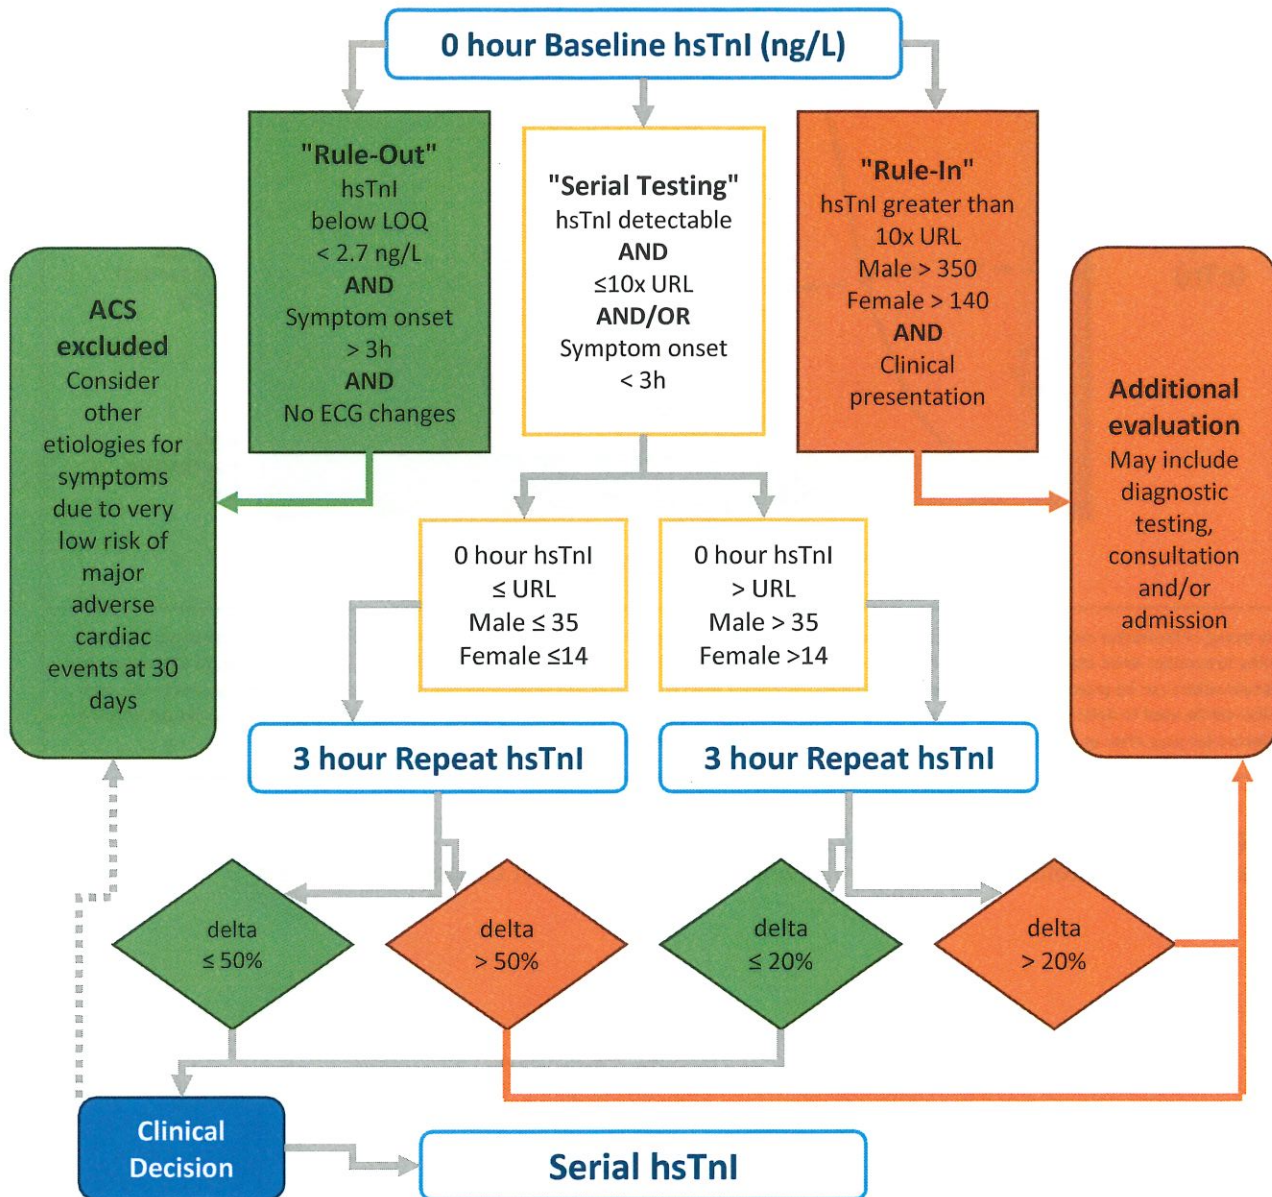 0 hour Baseline hsTnI (ng/L)
"Rule-Out"
hsTnI
below LOQ
< 2.7 ng/L
AND
Symptom onset
> 3h
AND
No ECG changes
"Serial Testing"
hsTnI detectable
AND
≤10x URL
AND/OR
Symptom onset
< 3h
"Rule-In"
hsTnI greater than
10x URL
Male > 350
Female > 140
AND
Clinical
presentation
ACS
excluded
Consider
other
etiologies for
symptoms
due to very
low risk of
major
adverse
cardiac
events at 30
days
Additional
evaluation
May include
diagnostic
testing,
consultation
and/or
admission
0 hour hsTnI
≤ URL
Male ≤ 35
Female ≤14
0 hour hsTnI
> URL
Male > 35
Female >14
3 hour Repeat hsTnI
3 hour Repeat hsTnI
delta
≤ 50%
delta
> 50%
delta
≤ 20%
delta
> 20%
Clinical
Decision
Serial hsTnI